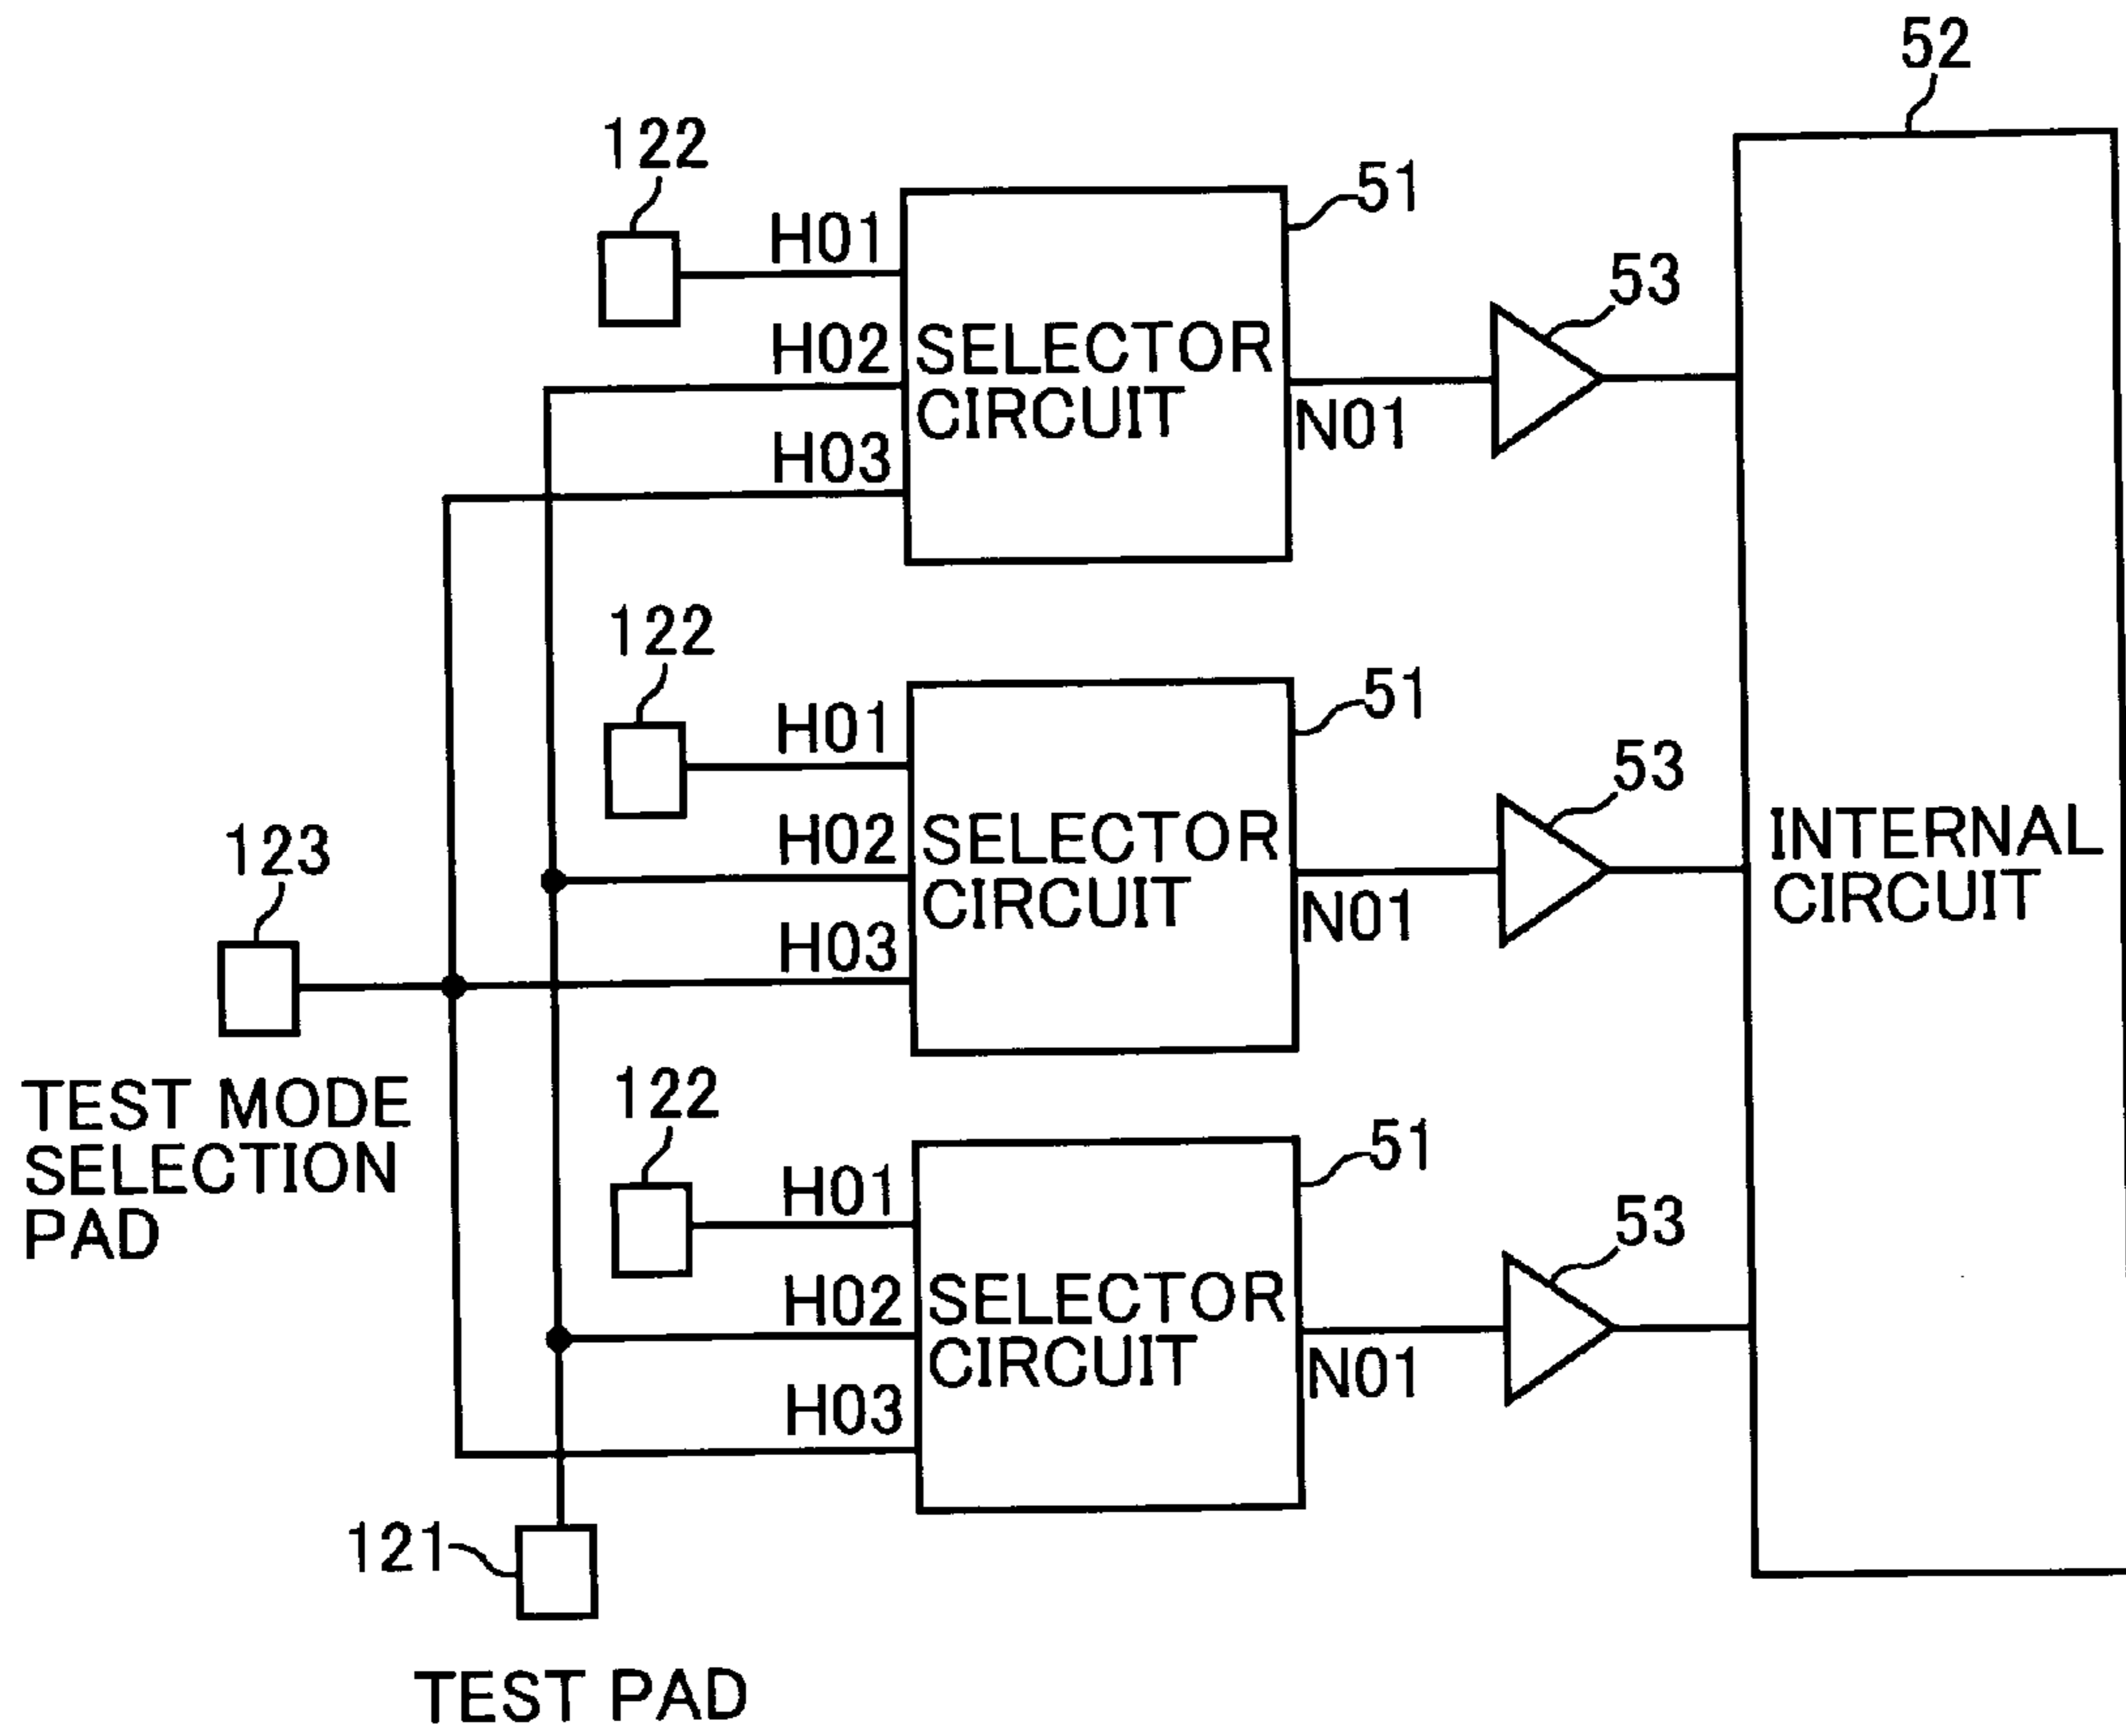 52
122
51
H01
53
H02
SELECTOR
CIRCUIT
N01
H03
122
51
H01
53
H02
SELECTOR
CIRCUIT
N01
H03
INTERNAL
CIRCUIT
123
TEST MODE
SELECTION
PAD
122
51
H01
53
H02
SELECTOR
CIRCUIT
N01
H03
121
TEST PAD